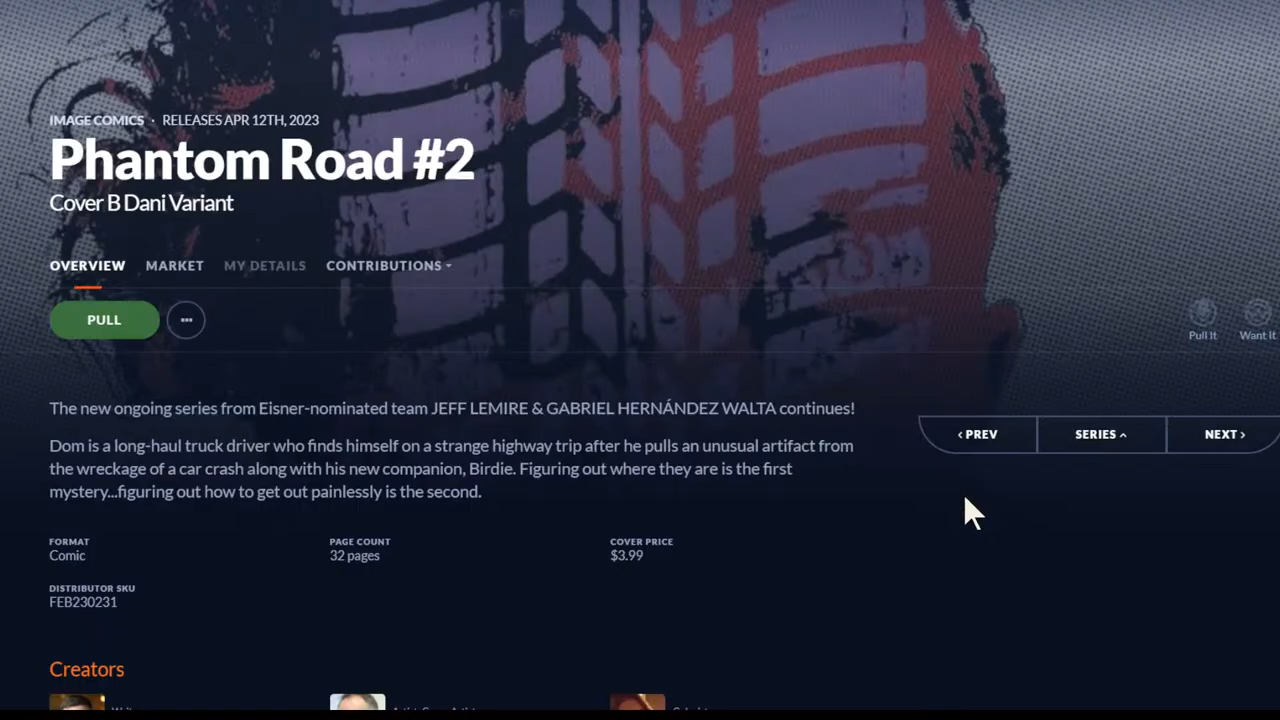 IMAGE COMICS · RELEASES APR 12TH, 2023
Phantom Road #2
Cover B Dani Variant
OVERVIEW MARKET MY DETAILS CONTRIBUTIONS
PULL
Pull It Want It
The new ongoing series from Eisner-nominated team JEFF LEMIRE & GABRIEL HERNÁNDEZ WALTA continues!
‹ PREV SERIES NEXT ›
Dom is a long-haul truck driver who finds himself on a strange highway trip after he pulls an unusual artifact from
the wreckage of a car crash along with his new companion, Birdie. Figuring out where they are is the first
mystery...figuring out how to get out painlessly is the second.
FORMAT PAGE COUNT COVER PRICE
Comic 32 pages $3.99
DISTRIBUTOR SKU
FEB230231
Creators